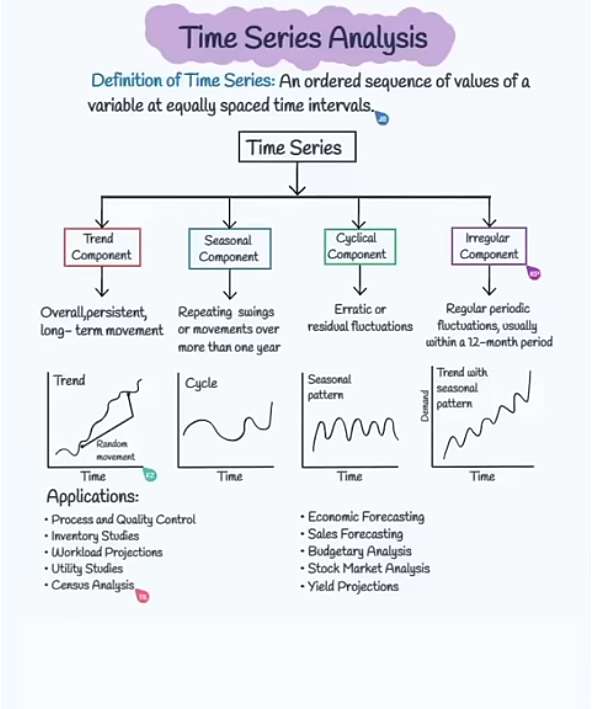 Time Series Analysis
Definition of Time Series: An ordered sequence of values of a
variable at equally spaced time intervals.
JB
Time Series
Trend
Component
Seasonal
Component
Cyclical
Component
Irregular
Component
Overall,persistent,
long- term movement
Repeating swings
or movements over
more than one year
Erratic or
residual fluctuations
Regular periodic
fluctuations, usually
within a 12-month period
Trend
Random
movement
Time
Cycle
Time
Seasonal
pattern
Time
Demand
Trend with
seasonal
pattern
Time
Applications:
• Process and Quality Control
• Inventory Studies
• Workload Projections
• Utility Studies
• Census Analysis
• Economic Forecasting
• Sales Forecasting
• Budgetary Analysis
• Stock Market Analysis
• Yield Projections